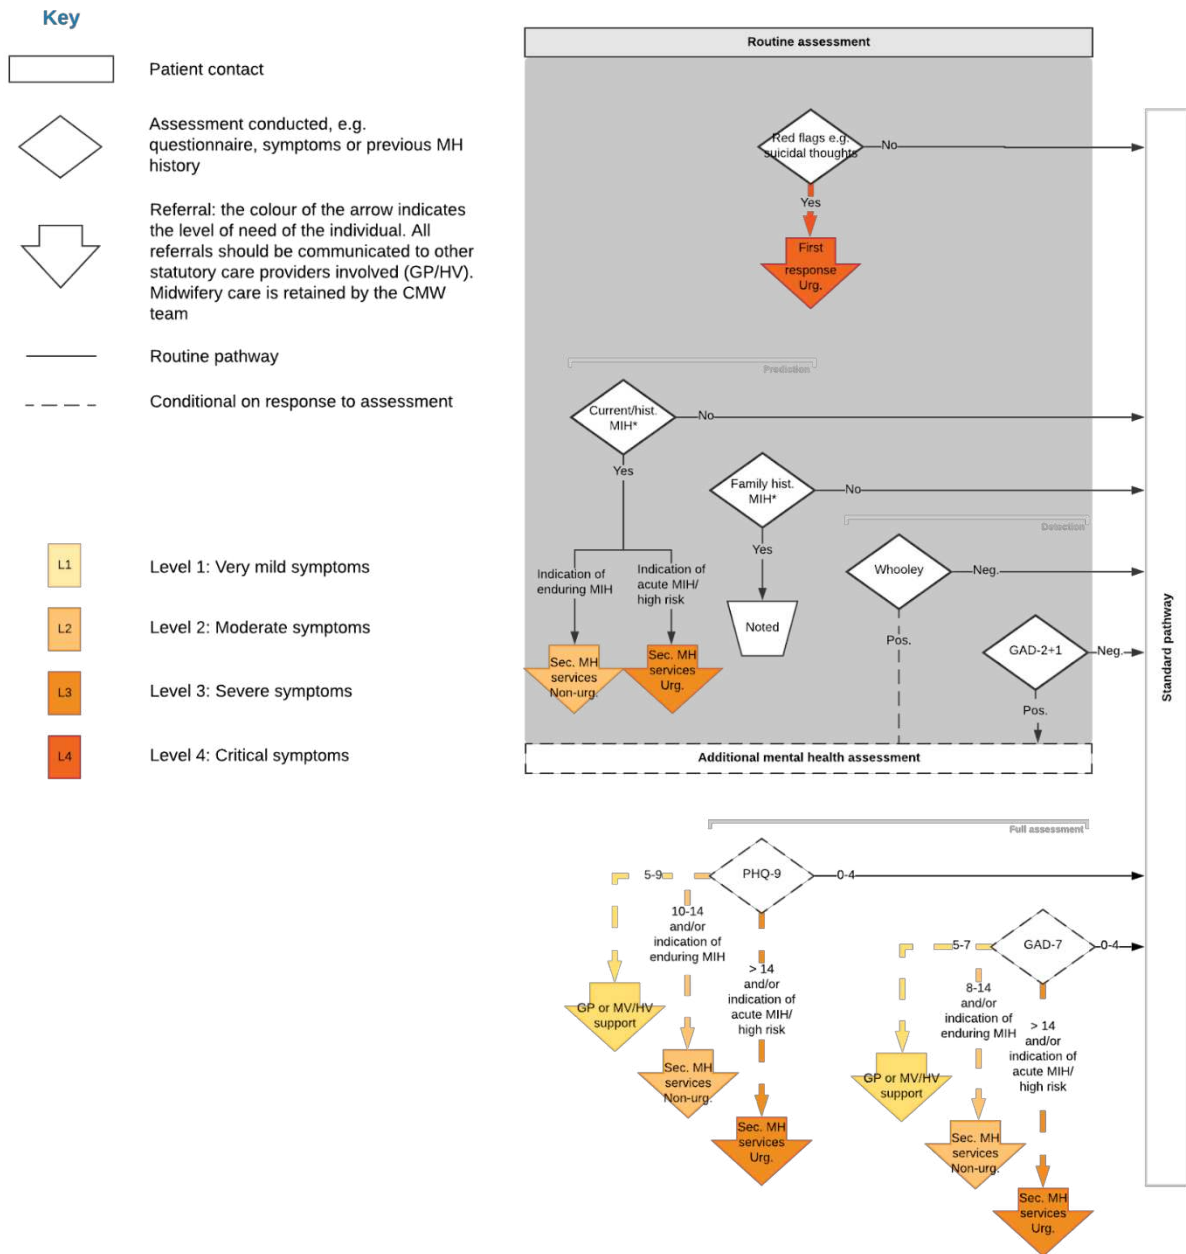 Key
Patient contact
Assessment conducted, e.g.
questionnaire, symptoms or previous MH
history
Referral: the colour of the arrow indicates
the level of need of the individual. All
referrals should be communicated to other
statutory care providers involved (GP/HV).
Midwifery care is retained by the CMW
team
Routine pathway
Conditional on response to assessment
L1
Level 1: Very mild symptoms
L2
Level 2: Moderate symptoms
L3
Level 3: Severe symptoms
L4
Level 4: Critical symptoms
Routine assessment
Red flags e.g.
suicidal thoughts
No
Yes
First
response
Urg.
Prediction
Current/hist.
MIH*
No
Yes
Family hist.
MIH*
No
Yes
Noted
Indication of
enduring MIH
Indication of
acute MIH/
high risk
Sec. MH
services
Non-urg.
Sec. MH
services
Urg.
Detection
Whooley
Neg.
Pos.
GAD-2+1
Neg.
Pos.
Standard pathway
Additional mental health assessment
Full assessment
PHQ-9
0-4
5-9
10-14
and/or
indication of
enduring MIH
> 14
and/or
indication of
acute MIH/
high risk
GP or MV/HV
support
Sec. MH
services
Non-urg.
Sec. MH
services
Urg.
GAD-7
0-4
5-7
8-14
and/or
indication of
enduring MIH
> 14
and/or
indication of
acute MIH/
high risk
GP or MV/HV
support
Sec. MH
services
Non-urg.
Sec. MH
services
Urg.